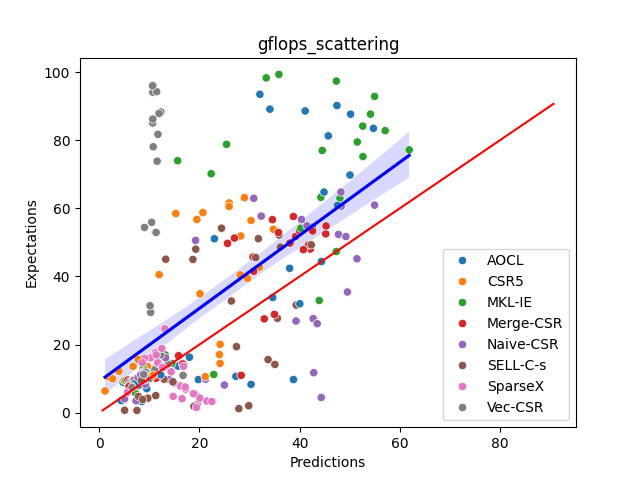 gflops_scattering
100
80
60
40
20
0
Expectations
0 20 40 60 80
Predictions
AOCL
CSR5
MKL-IE
Merge-CSR
Naive-CSR
SELL-C-s
SparseX
Vec-CSR